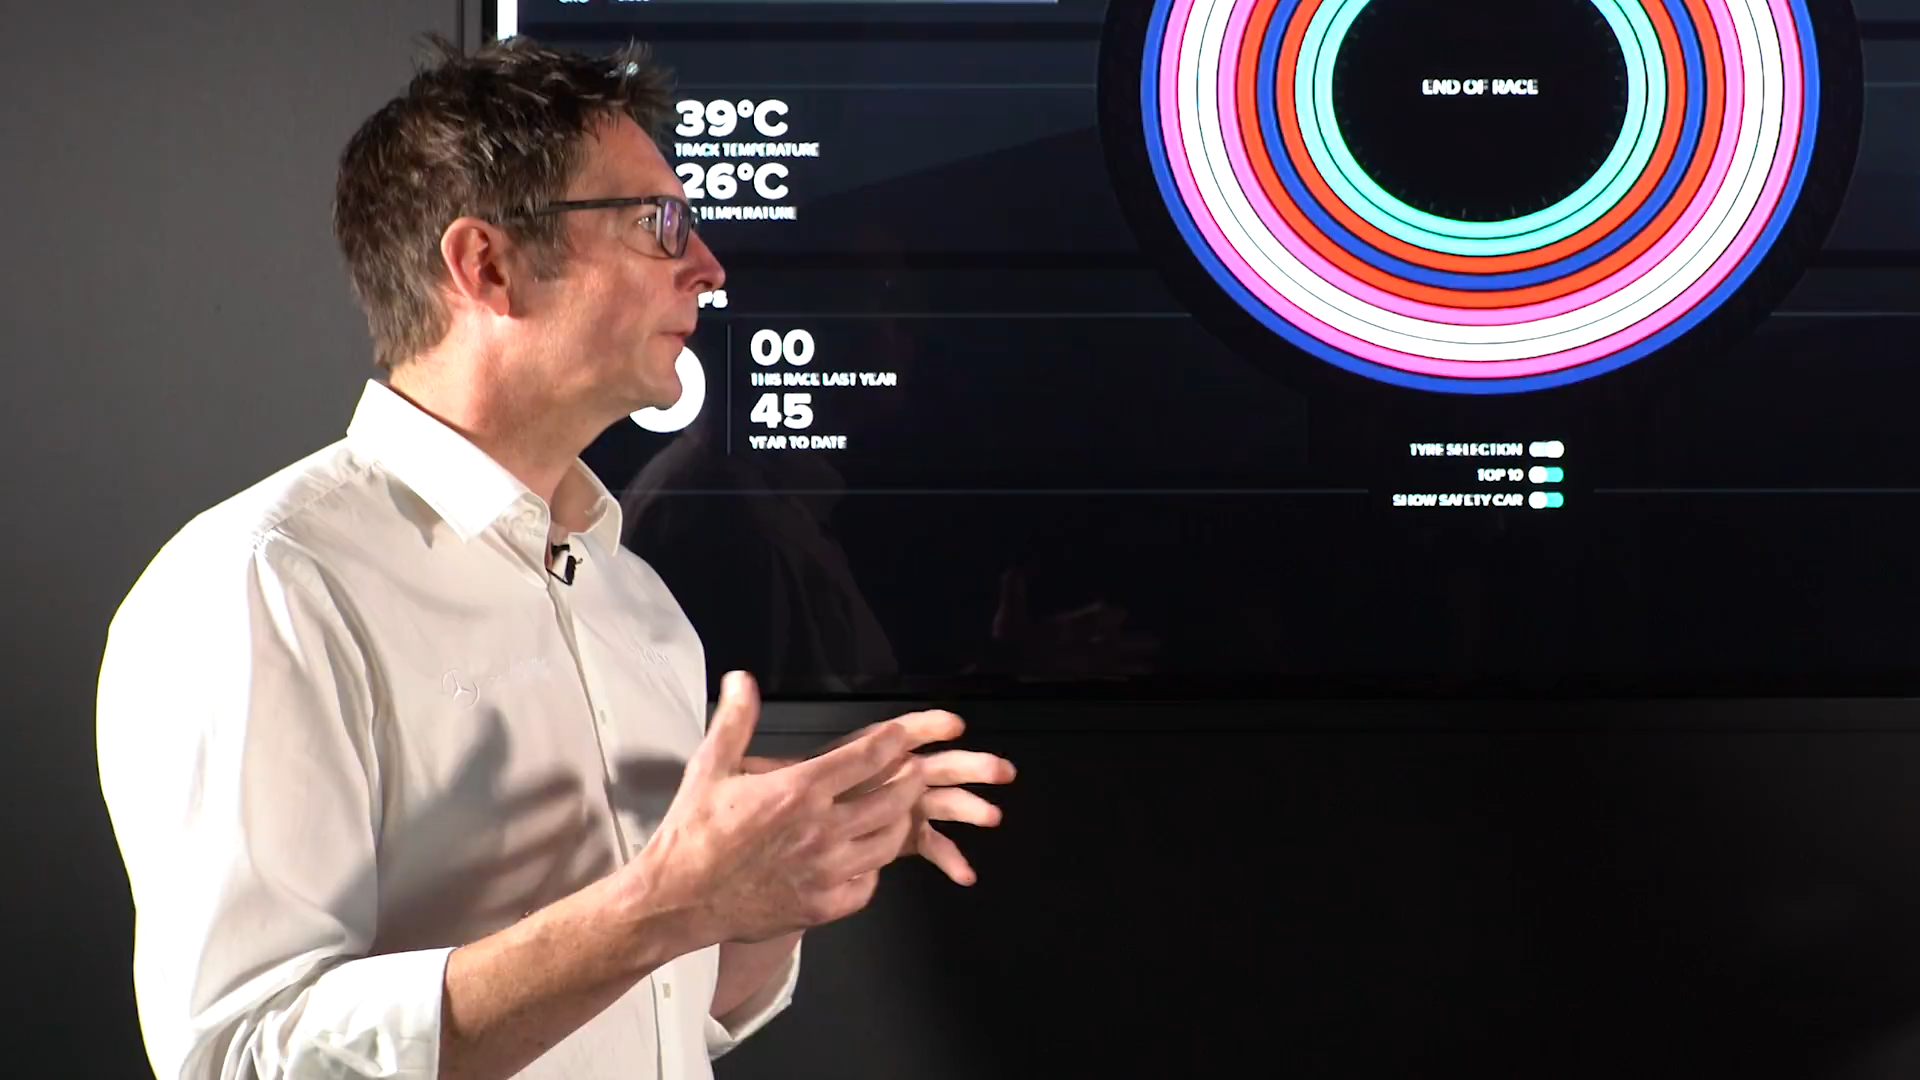 39°C
TRACK TEMPERATURE
26°C
TEMPERATURE
END OF RACE
00
THIS RACE LAST YEAR
45
YEAR TO DATE
TYRE SELECTION
TOP 10
SHOW SAFETY CAR